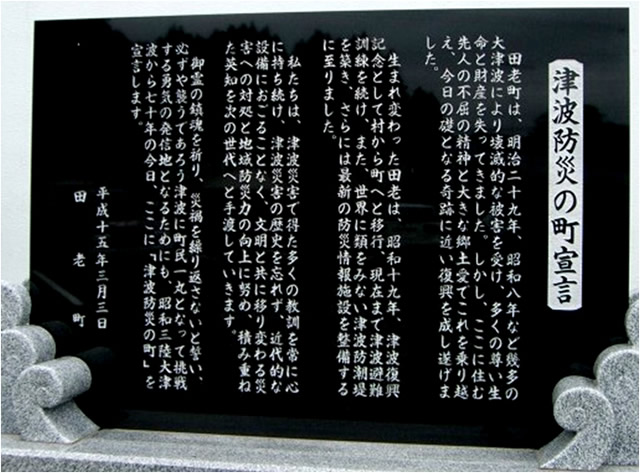 津波防災の町宣言
田老町は、明治二十九年、昭和八年など幾多の
大津波により壊滅的な被害を受け、多くの尊い生
命と財産を失ってきました。しかし、ここに住む
先人の不屈の精神と大きな郷土愛でこれを乗り越
え、今日の礎となる奇跡に近い復興を成し遂げま
した。
生まれ変わった田老は、昭和十九年、津波復興
記念として村から町へと移行、現在まで津波避難
訓練を続け、また、世界に類をみない津波防潮堤
を築き、さらには最新の防災情報施設を整備する
に至りました。
私たちは、津波災害で得た多くの教訓を常に心
に持ち続け、津波災害の歴史を忘れず、近代的な
設備におごることなく、文明と共に移り変わる災
害への対処と地域防災力の向上に努め、積み重ね
た英知を次の世代へと手渡していきます。
御霊の鎮魂を祈り、災禍を繰り返さないと誓い、
必ずや襲うであろう津波に町民一丸となって挑戦
する勇気の発信地となるためにも、昭和三陸大津
波から七十年の今日、ここに「津波防災の町」を
宣言します。
平成十五年三月三日
田老町